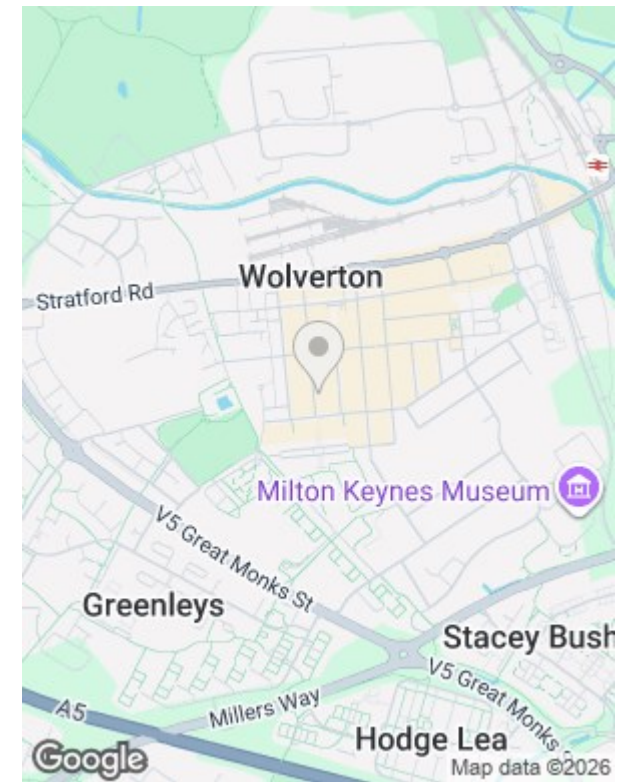 Wolverton
Stratford Rd
Milton Keynes Museum
V5 Great Monks St
Greenleys
Stacey Bush
V5 Great Monks St
Millers Way
A5
Hodge Lea
Google
Map data ©2026